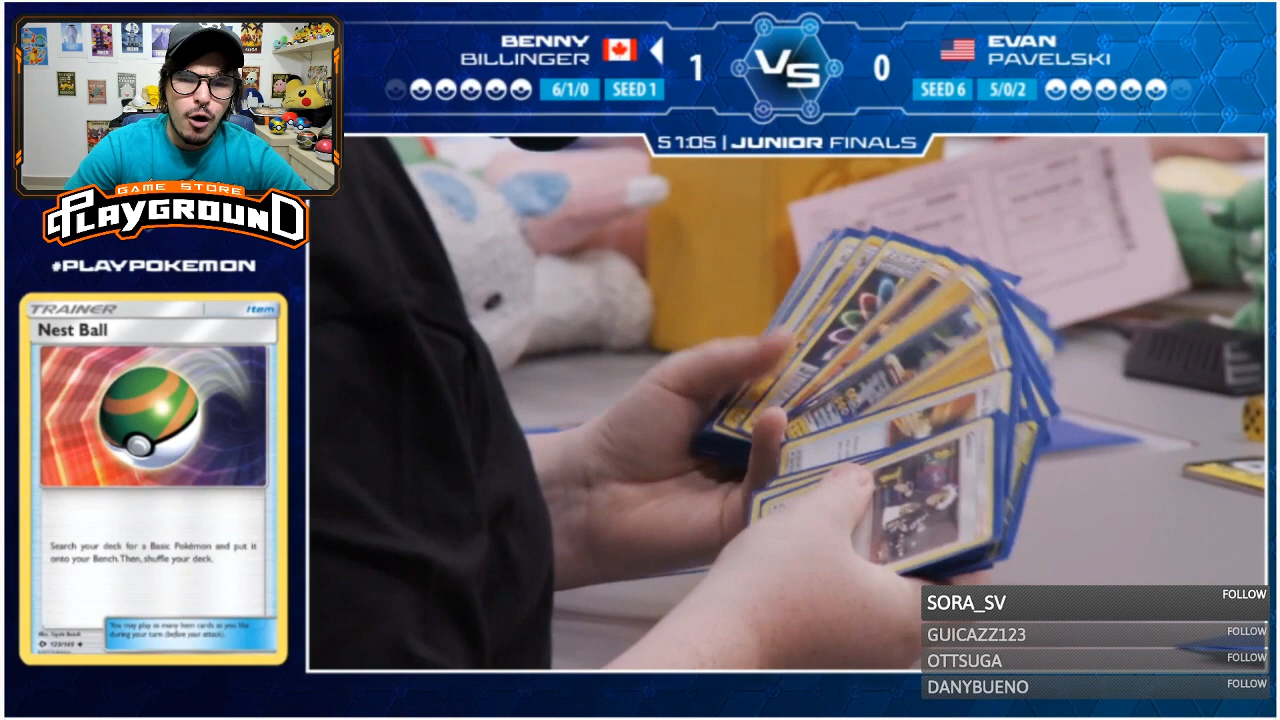 BENNY
BILLINGER
6/1/0
SEED 1
1
VS
0
EVAN
PAVELSKI
SEED 6
5/0/2
51:05 | JUNIOR FINALS
GAME STORE
PLAYGROUND
#PLAYPOKEMON
TRAINER
Item
Nest Ball
Search your deck for a Basic Pokémon and put it
onto your Bench. Then, shuffle your deck.
You may play as many Item cards as you like
during your turn (before your attack).
SORA_SV FOLLOW
GUICAZZ123 FOLLOW
OTTSUGA FOLLOW
DANYBUENO FOLLOW